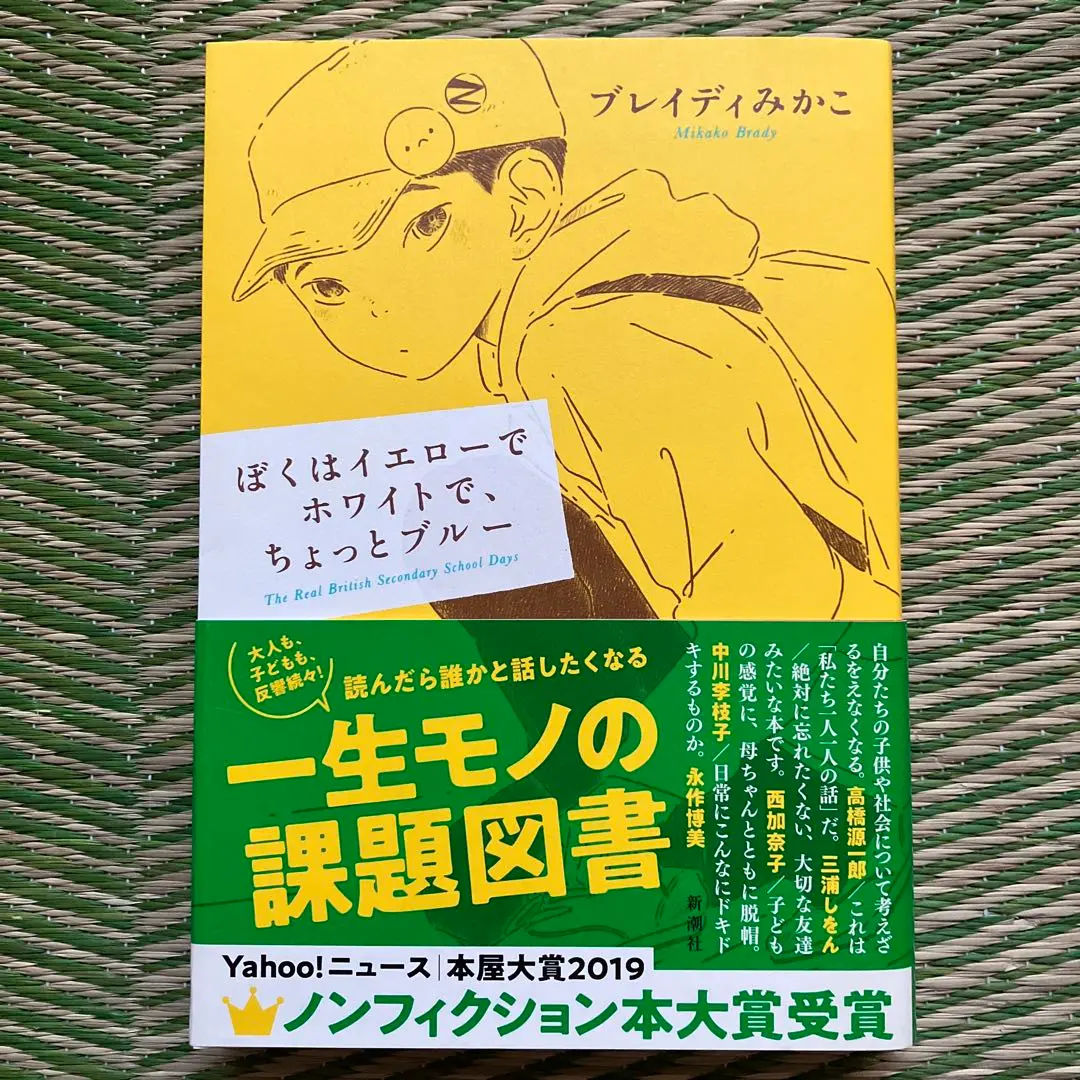 ブレイディみかこ
Mikako Brady
ぼくはイエローで
ホワイトで、
ちょっとブルー
The Real British Secondary School Days
大人も、
子どもも、
反響続々!
読んだら誰かと話したくなる
一生モノの
課題図書
自分たちの子供や社会について考えざ
るをえなくなる。高橋源一郎/これは
「私たち一人一人の話」だ。三浦しをん
/絶対に忘れたくない、大切な友達
みたいな本です。西加奈子/子ども
の感覚に、母ちゃんとともに脱帽。
中川李枝子/日常にこんなにドキド
キするものか。永作博美
新潮社
Yahoo!ニュース|本屋大賞2019
ノンフィクション本大賞受賞